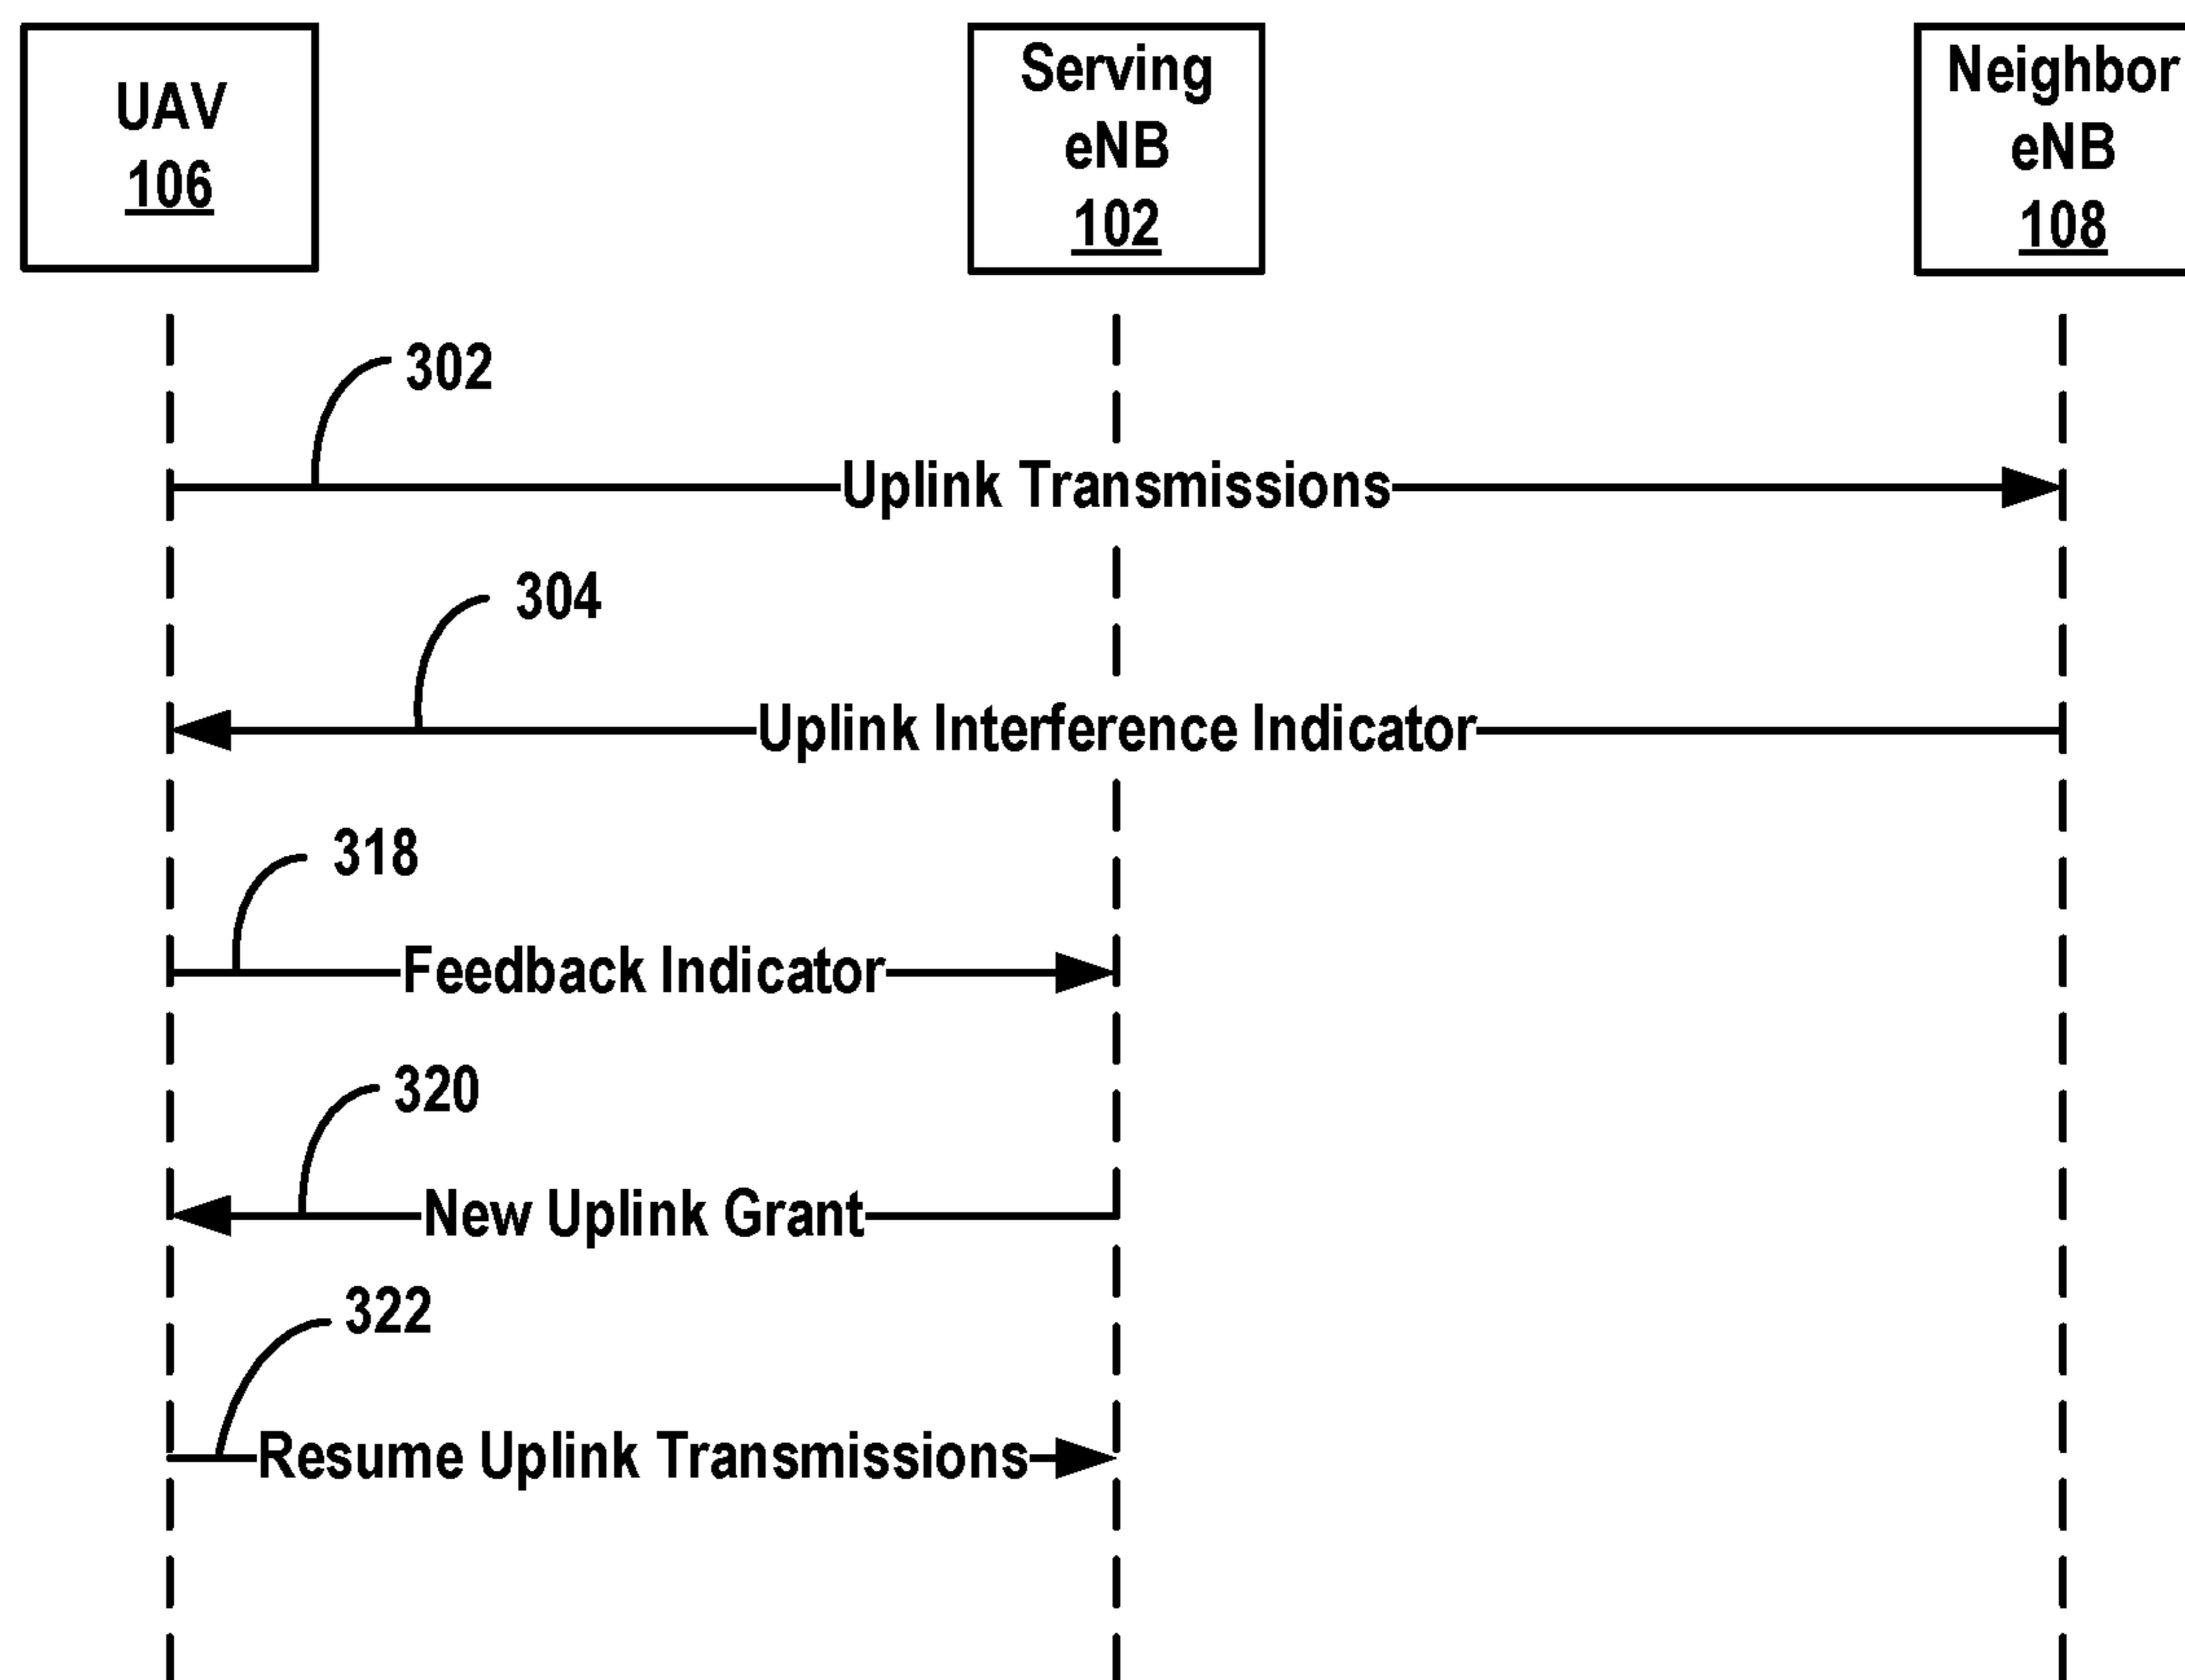 UAV
106
Serving
eNB
102
Neighbor
eNB
108
302
Uplink Transmissions
304
Uplink Interference Indicator
318
Feedback Indicator
320
New Uplink Grant
322
Resume Uplink Transmissions